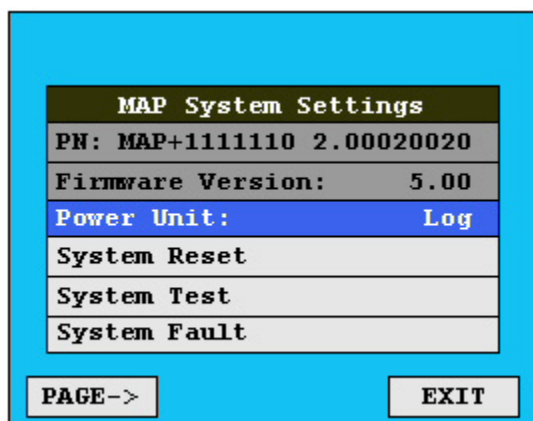 MAP System Settings
PN: MAP+1111110 2.00020020
Firmware Version: 5.00
Power Unit: Log
System Reset
System Test
System Fault
PAGE->
EXIT